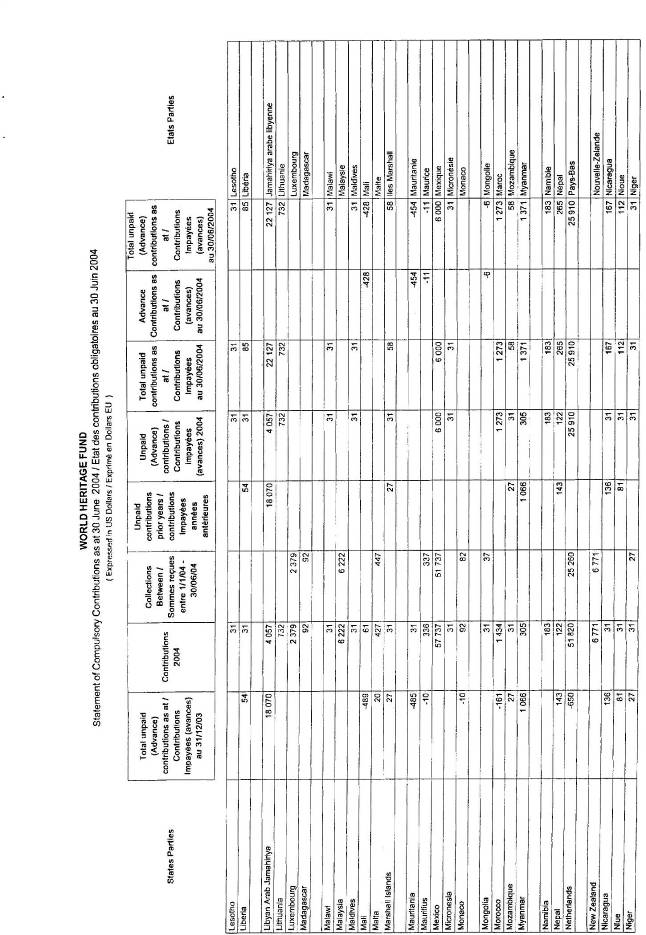 WORLD HERITAGE FUND
Statement of Compulsory Contributions as at 30 June 2004 / Etat des contributions obligatoires au 30 Juin 2004
( Expressed in US Dollars / Exprimé en Dollars EU )
States Parties
Total unpaid
(Advance)
contributions as at /
Contributions
Impayées (avances)
au 31/12/03
Contributions
2004
Collections
Between /
Sommes reçues
entre 1/1/04 -
30/06/04
Unpaid
contributions
prior years /
contributions
Impayées
années
antérieures
Unpaid
(Advance)
contributions /
Contributions
Impayées
(avances) 2004
Total unpaid
contributions as
at /
Contributions
Impayées
au 30/06/2004
Advance
Contributions as
at /
Contributions
(avances)
au 30/06/2004
Total unpaid
(Advance)
contributions as
at /
Contributions
Impayées
(avances)
au 30/06/2004
Etats Parties
Lesotho 31 31 31 31 Lesotho
Liberia 54 31 54 31 85 85 Libéria
Libyan Arab Jamahiriya 18 070 4 057 18 070 4 057 22 127 22 127 Jamahiriya arabe libyenne
Lithuania 732 732 732 732 Lithuanie
Luxembourg 2 379 2 379 Luxembourg
Madagascar 92 92 Madagascar
Malawi 31 31 31 31 Malawi
Malaysia 6 222 6 222 Malaysie
Maldives 31 31 31 31 Maldives
Mali -489 61 -428 -428 Mali
Malta 20 427 447 Malte
Marshall Islands 27 31 27 31 58 58 Iles Marshall
Mauritania -485 31 -454 -454 Mauritanie
Mauritius -10 336 337 -11 -11 Maurice
Mexico 57 737 51 737 6 000 6 000 6 000 Mexique
Micronesia 31 31 31 31 Micronésie
Monaco -10 92 82 Monaco
Mongolia 31 37 -6 -6 Mongolie
Morocco -161 1 434 1 273 1 273 1 273 Maroc
Mozambique 27 31 27 31 58 58 Mozambique
Myanmar 1 066 305 1 066 305 1 371 1 371 Myanmar
Namibia 183 183 183 183 Namibie
Nepal 143 122 143 122 265 265 Népal
Netherlands -650 51 820 25 260 25 910 25 910 25 910 Pays-Bas
New Zealand 6 771 6 771 Nouvelle-Zelande
Nicaragua 136 31 136 31 167 167 Nicaragua
Niue 81 31 81 31 112 112 Nioue
Niger 27 31 27 31 31 31 Niger